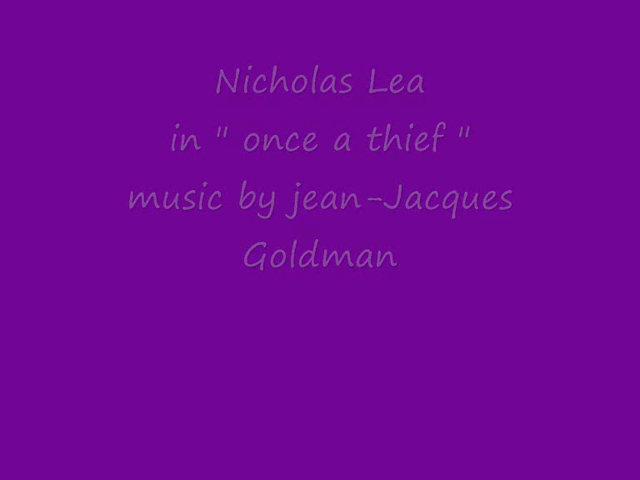 Nicholas Lea
in " once a thief "
music by jean-Jacques
Goldman